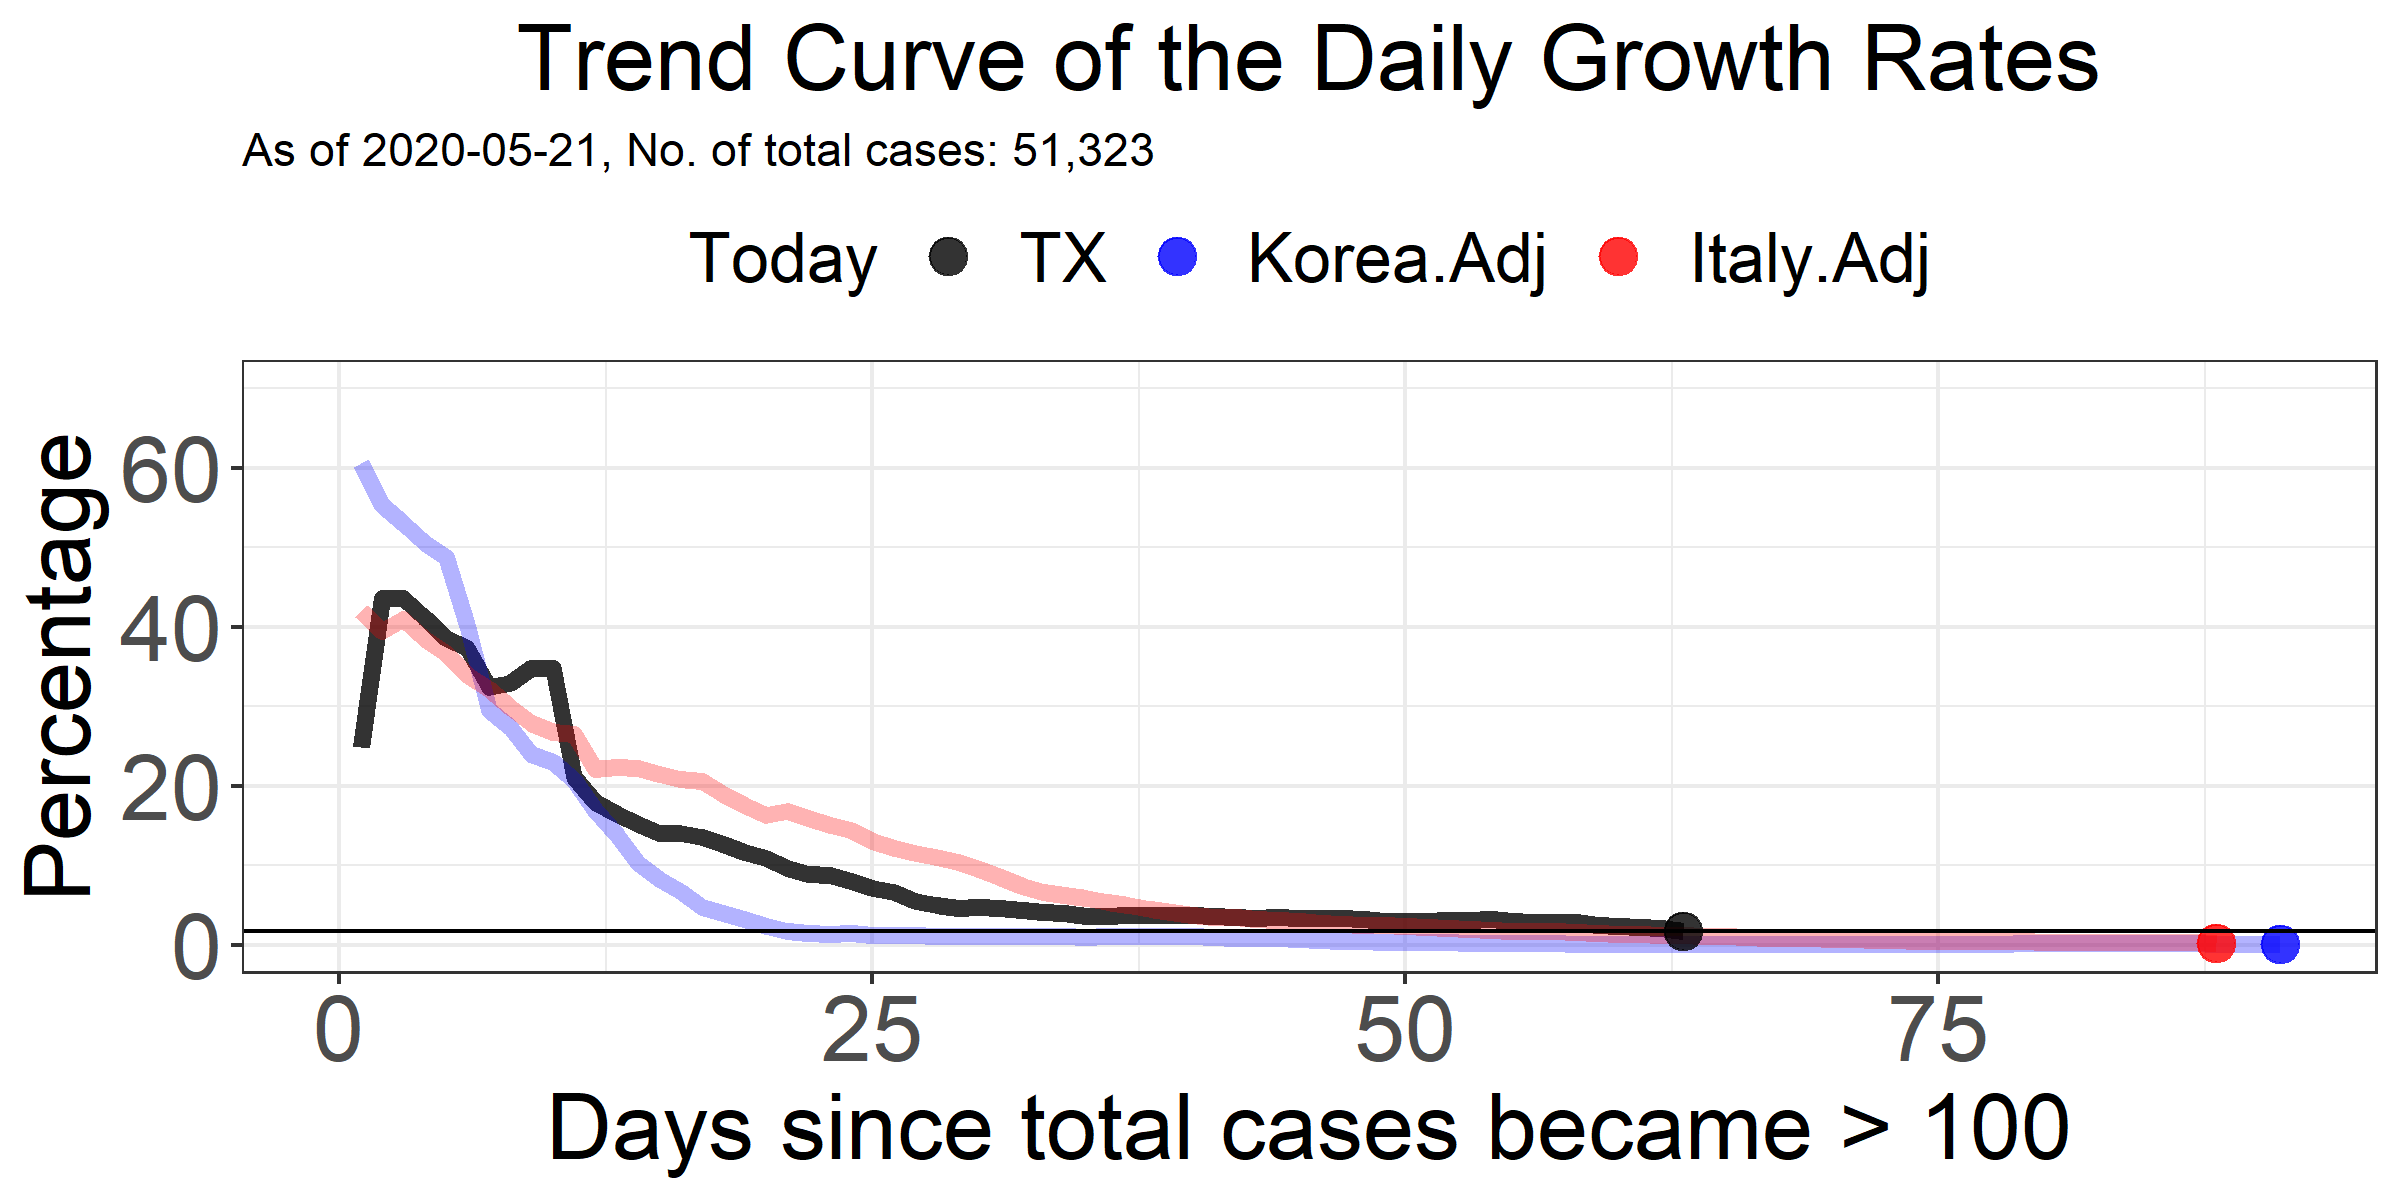 Trend Curve of the Daily Growth Rates
As of 2020-05-21, No. of total cases: 51,323
Today TX Korea.Adj Italy.Adj
Percentage
60
40
20
0
0 25 50 75
Days since total cases became > 100